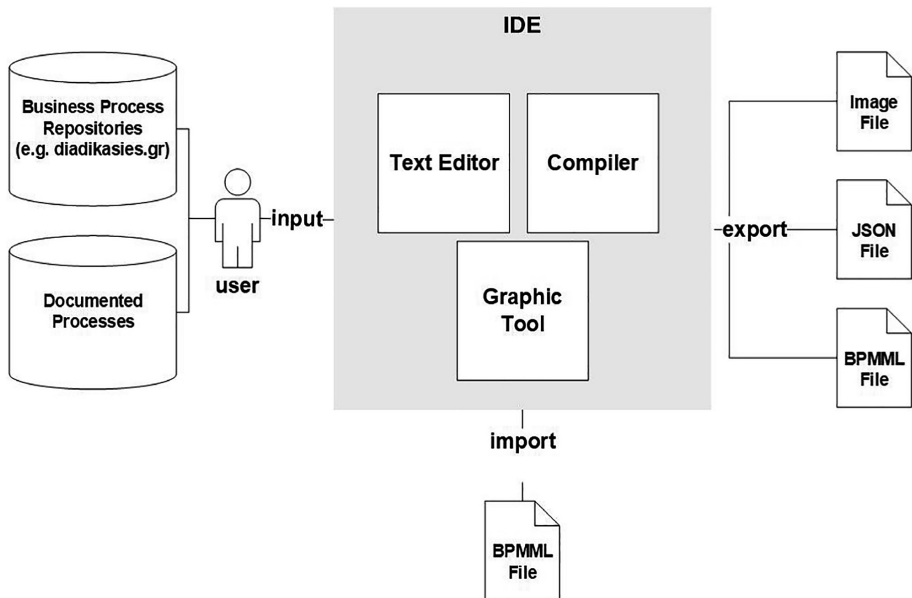 IDE
Business Process
Repositories
(e.g. diadikasies.gr)
Documented
Processes
user
input
Text Editor
Compiler
Graphic
Tool
export
Image
File
JSON
File
BPMML
File
import
BPMML
File